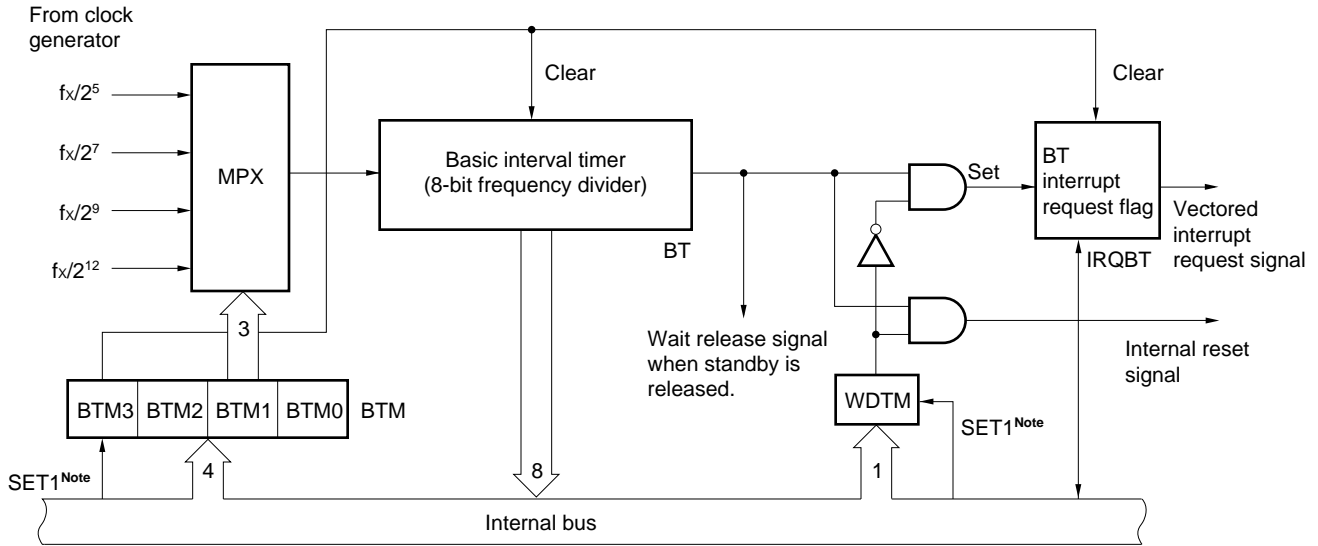 From clock
generator
fX/2⁵
fX/2⁷
fX/2⁹
fX/2¹²
MPX
3
BTM3 BTM2 BTM1 BTM0 BTM
SET1Note
4
Clear
Basic interval timer
(8-bit frequency divider)
BT
8
Wait release signal
when standby is
released.
WDTM
SET1Note
1
Set
Clear
BT
interrupt
request flag
IRQBT
Vectored
interrupt
request signal
Internal reset
signal
Internal bus